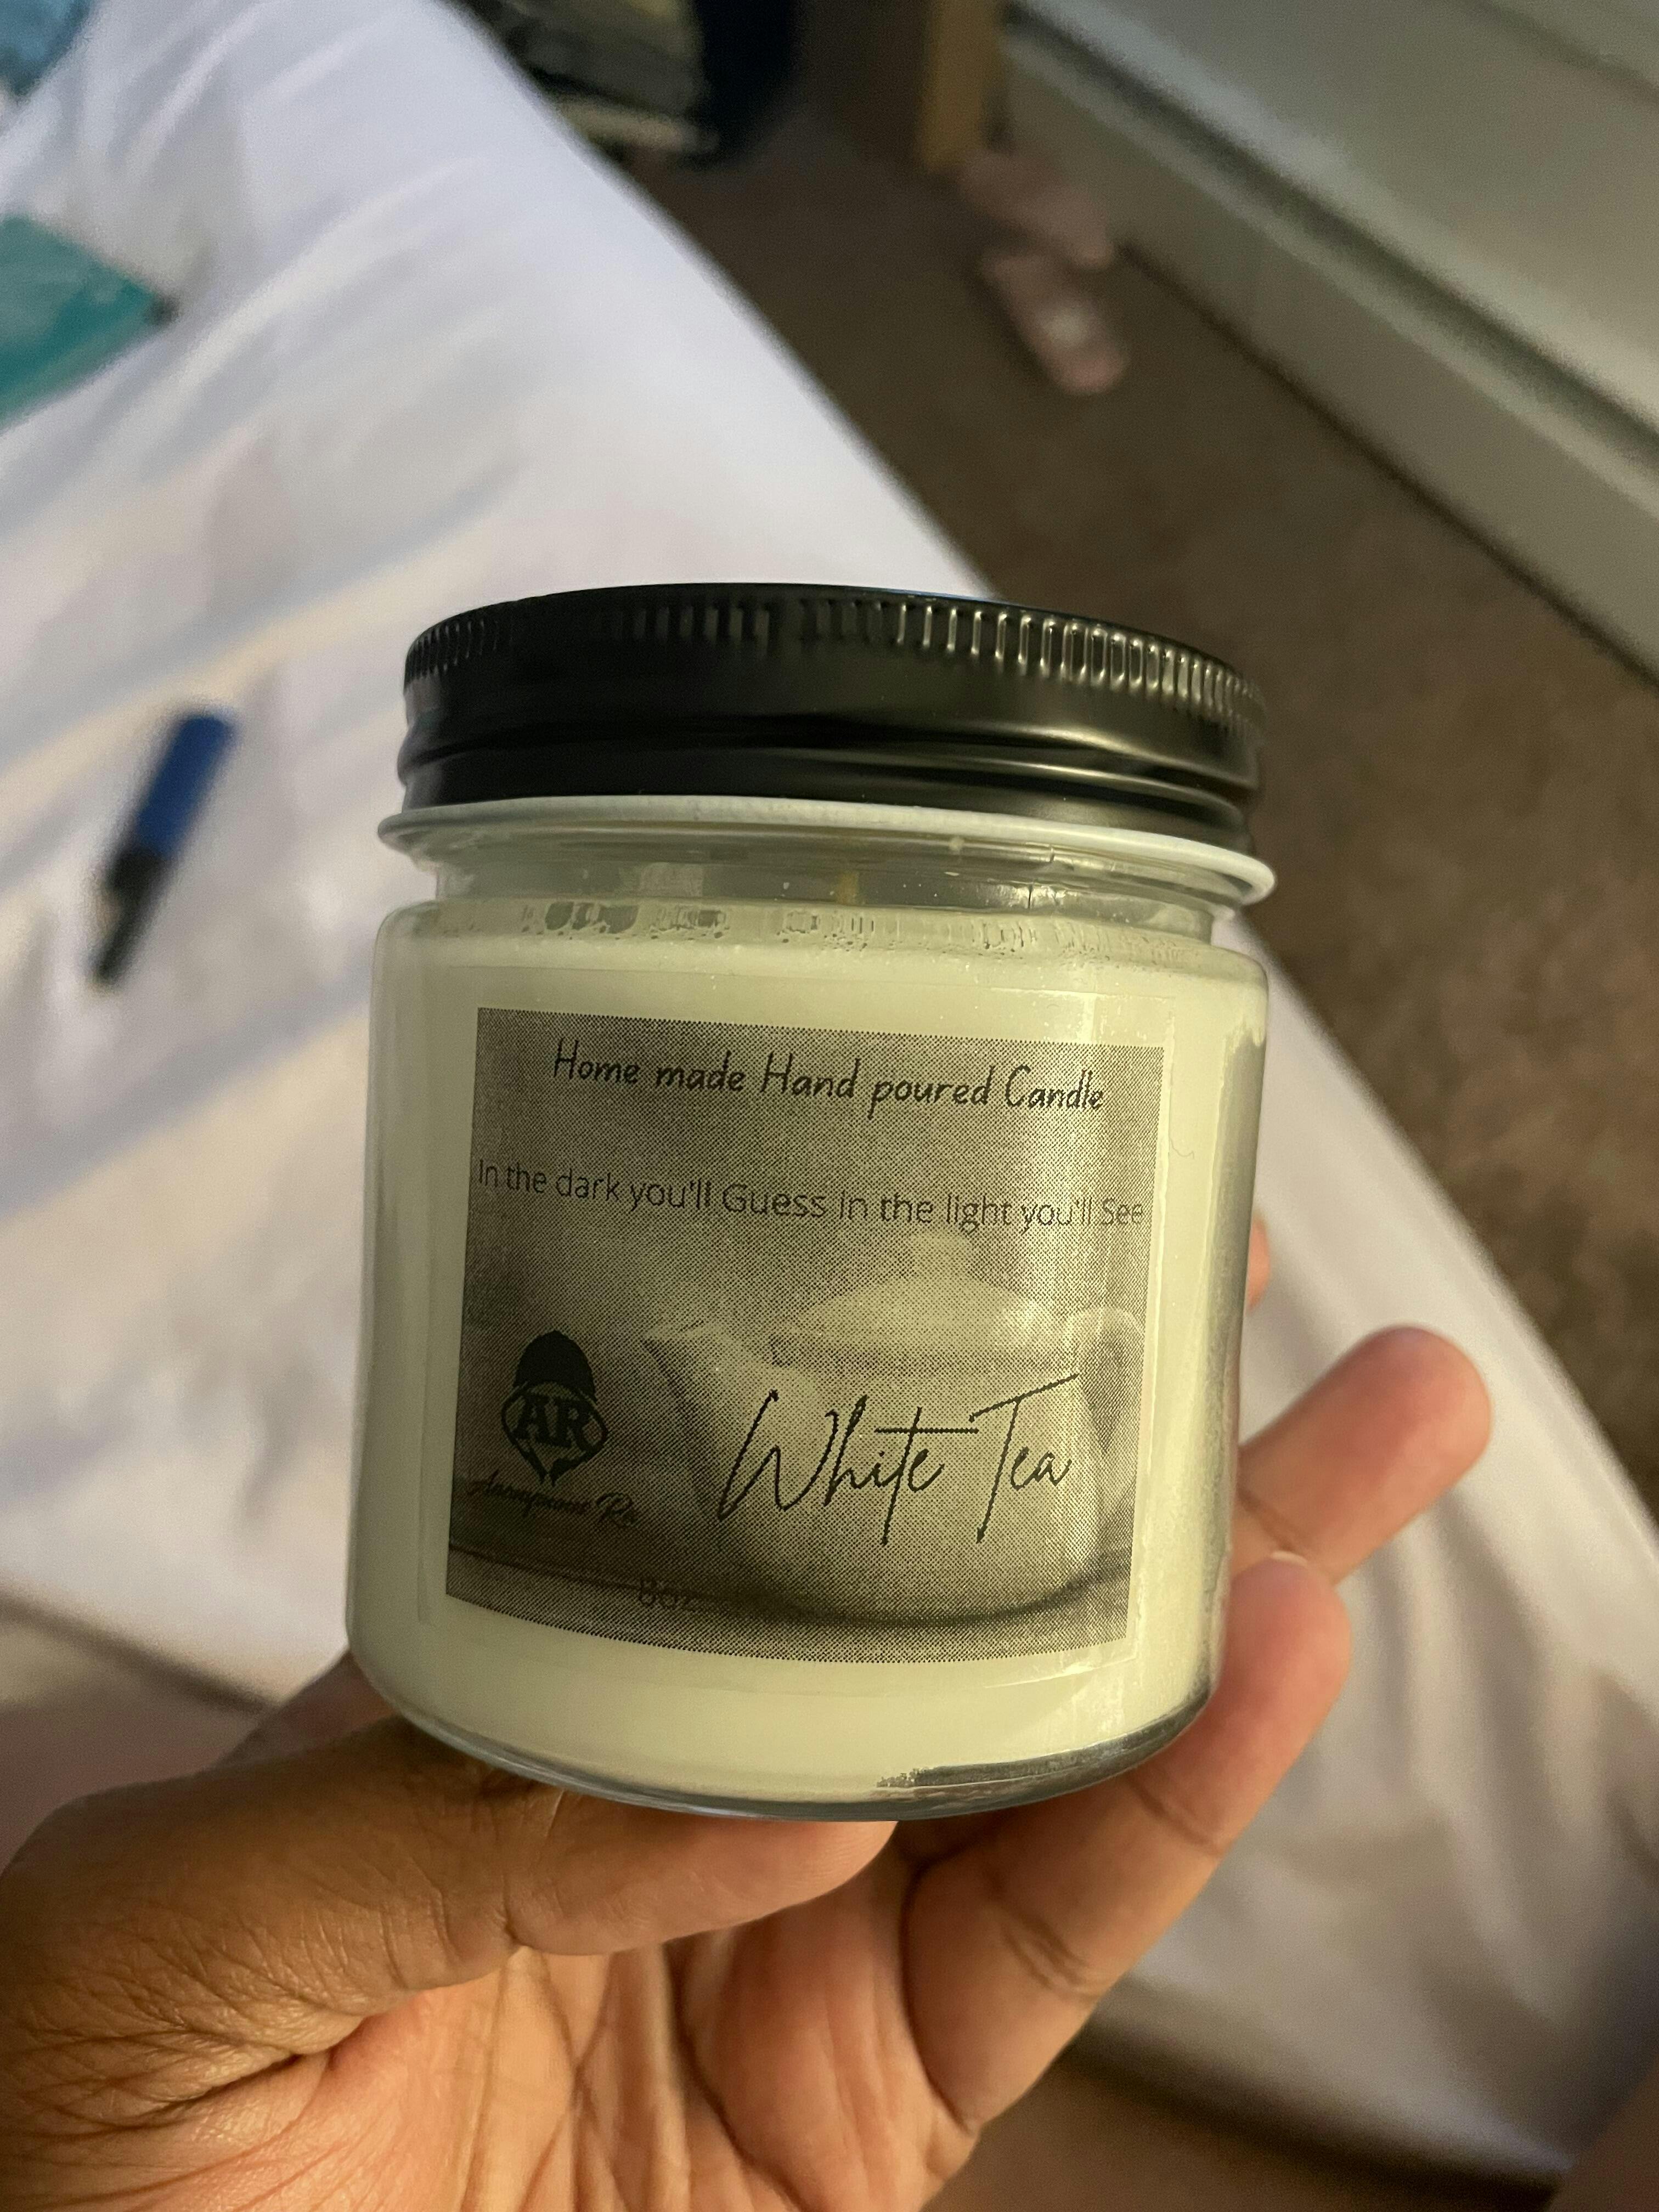 Home made Hand poured Candle
In the dark you'll Guess in the light you'll See
AR
White Tea
8oz